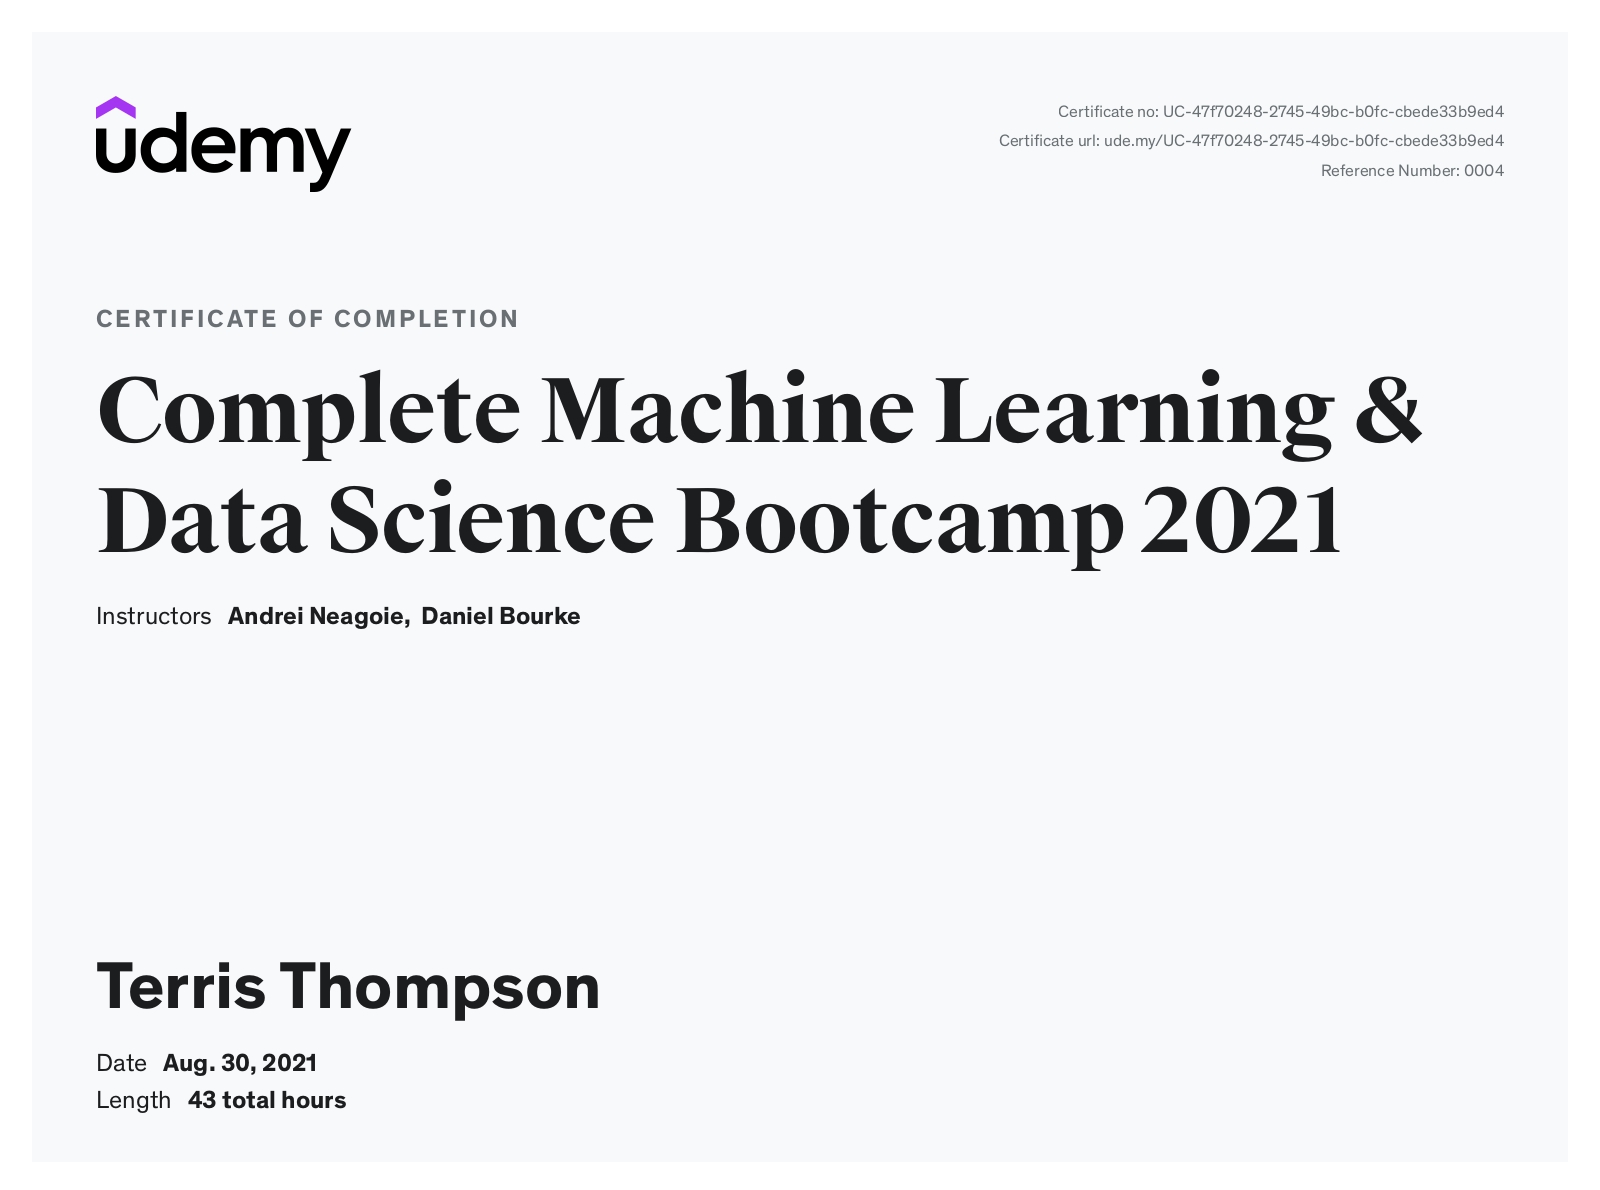 udemy
Certificate no: UC-47f70248-2745-49bc-b0fc-cbede33b9ed4
Certificate url: ude.my/UC-47f70248-2745-49bc-b0fc-cbede33b9ed4
Reference Number: 0004
CERTIFICATE OF COMPLETION
Complete Machine Learning &
Data Science Bootcamp 2021
Instructors Andrei Neagoie, Daniel Bourke
Terris Thompson
Date Aug. 30, 2021
Length 43 total hours